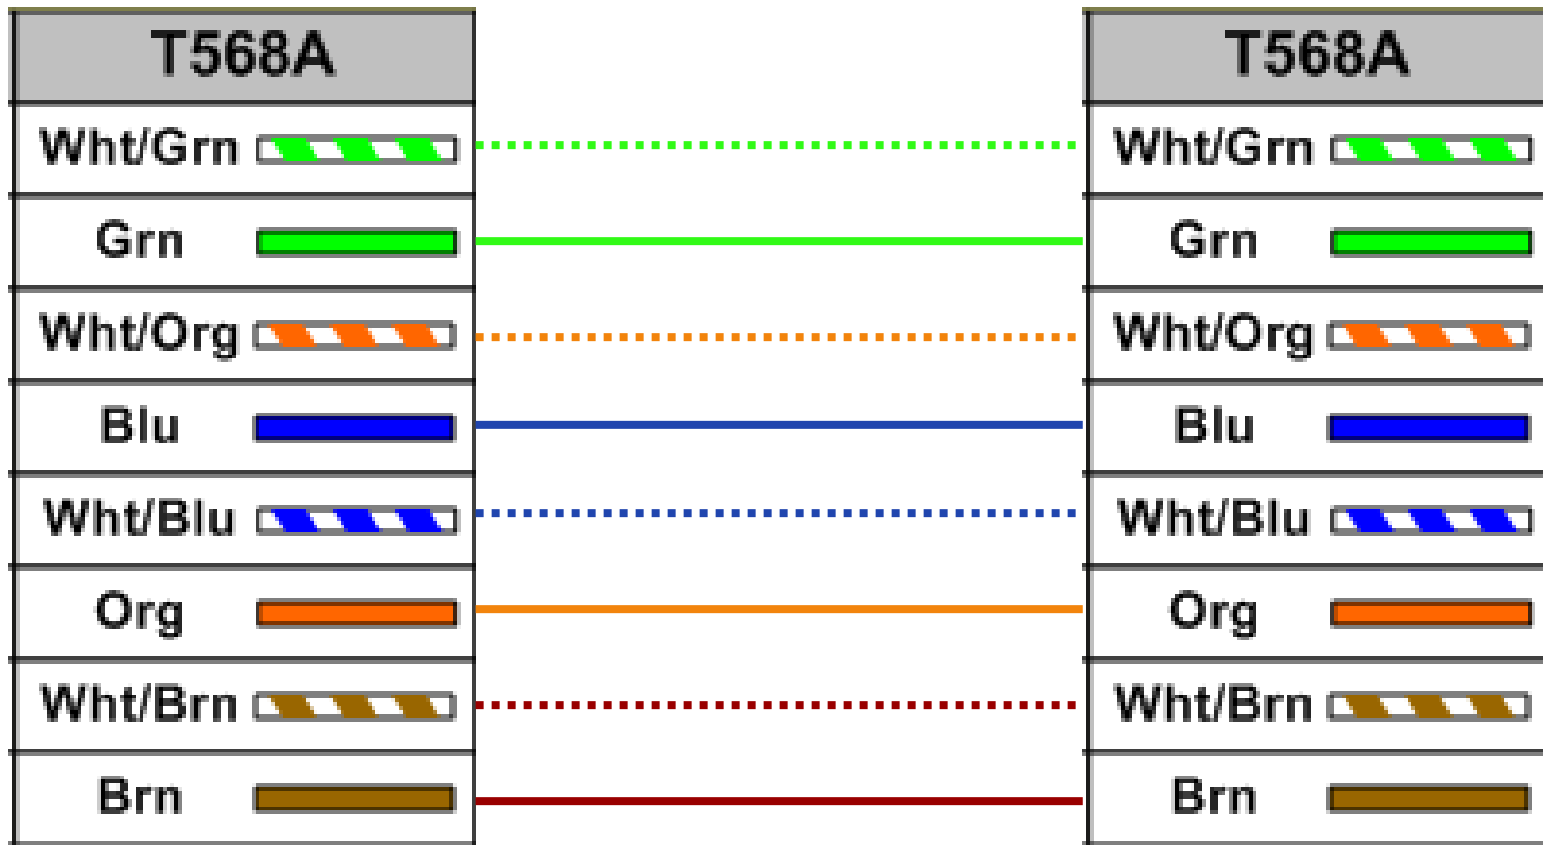 T568A T568A
Wht/Grn Wht/Grn
Grn Grn
Wht/Org Wht/Org
Blu Blu
Wht/Blu Wht/Blu
Org Org
Wht/Brn Wht/Brn
Brn Brn